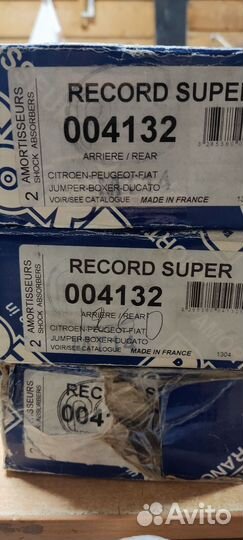 RECORD SUPER
004132
ARRIERE / REAR
CITROEN-PEUGEOT-FIAT
JUMPER-BOXER-DUCATO
VOIR/SEE CATALOGUE MADE IN FRANCE
2 AMORTISSEURS
SHOCK ABSORBERS
RECORD SUPER
004132
ARRIERE / REAR
CITROEN-PEUGEOT-FIAT
JUMPER-BOXER-DUCATO
VOIR/SEE CATALOGUE MADE IN FRANCE
1304
2 AMORTISSEURS
SHOCK ABSORBERS
REC
004
Avito